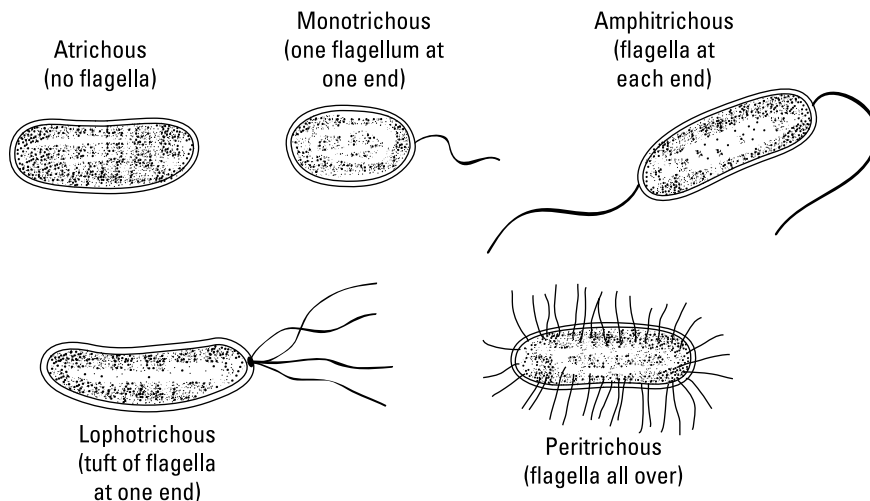 Atrichous
(no flagella)
Monotrichous
(one flagellum at
one end)
Amphitrichous
(flagella at
each end)
Lophotrichous
(tuft of flagella
at one end)
Peritrichous
(flagella all over)